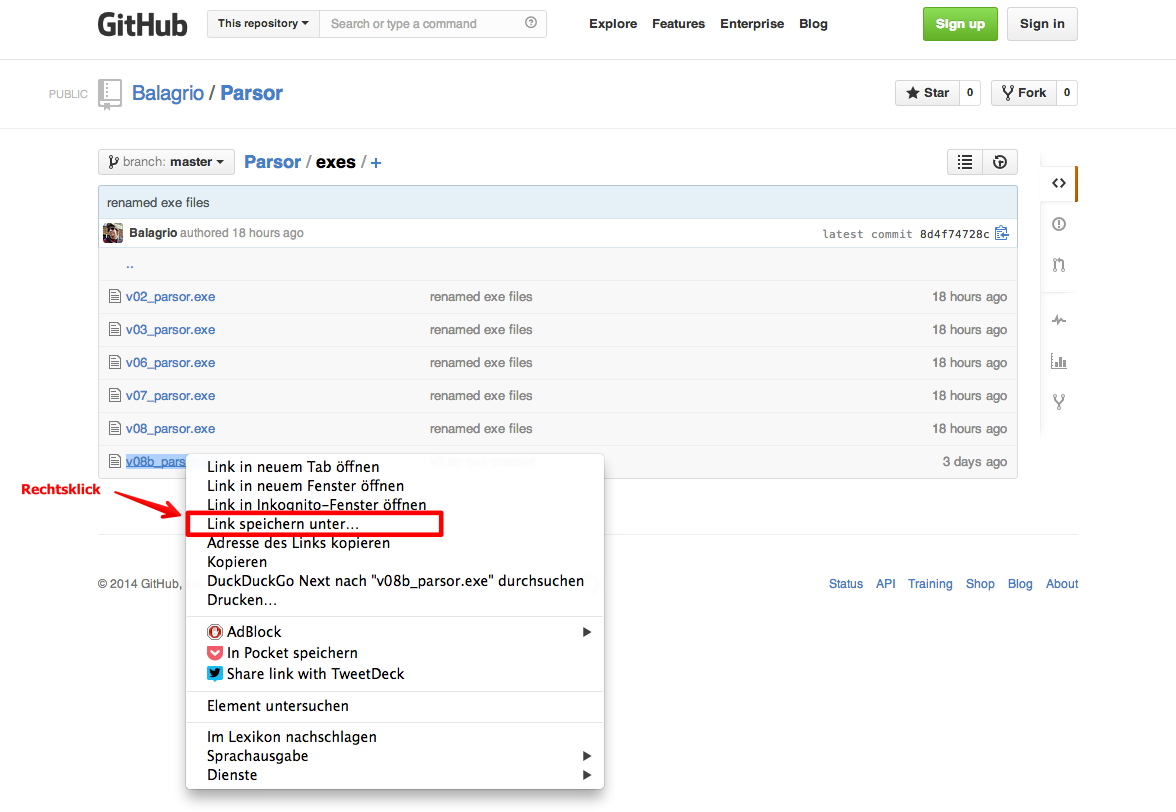 GitHub This repository Search or type a command Explore Features Enterprise Blog Sign up Sign in
PUBLIC Balagrio / Parsor Star 0 Fork 0
branch: master Parsor / exes / +
renamed exe files
Balagrio authored 18 hours ago latest commit 8d4f74728c
..
v02_parsor.exe renamed exe files 18 hours ago
v03_parsor.exe renamed exe files 18 hours ago
v06_parsor.exe renamed exe files 18 hours ago
v07_parsor.exe renamed exe files 18 hours ago
v08_parsor.exe renamed exe files 18 hours ago
v08b_pars 3 days ago
Link in neuem Tab öffnen
Link in neuem Fenster öffnen
Rechtsklick
Link in Inkognito-Fenster öffnen
Link speichern unter...
Adresse des Links kopieren
Kopieren
DuckDuckGo Next nach "v08b_parsor.exe" durchsuchen
Drucken...
© 2014 GitHub, Status API Training Shop Blog About
AdBlock
In Pocket speichern
Share link with TweetDeck
Element untersuchen
Im Lexikon nachschlagen
Sprachausgabe
Dienste